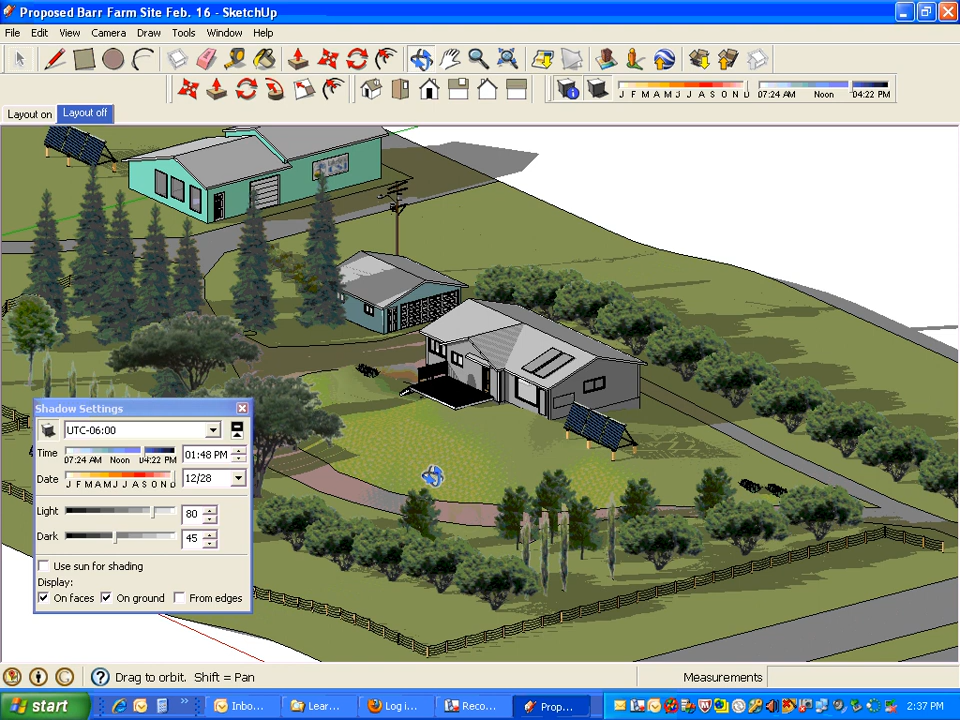 Proposed Barr Farm Site Feb. 16 - SketchUp
File Edit View Camera Draw Tools Window Help
J F M A M J J A S O N D 07:24 AM Noon 04:22 PM
Layout on Layout off
Shadow Settings
UTC-06:00
Time 07:24 AM Noon 04:22 PM 01:48 PM
Date J F M A M J J A S O N D 12/28
Light 80
Dark 45
Use sun for shading
Display:
On faces On ground From edges
Drag to orbit. Shift = Pan Measurements
start Inbo... Lear... Log i... Reco... Prop... 2:37 PM